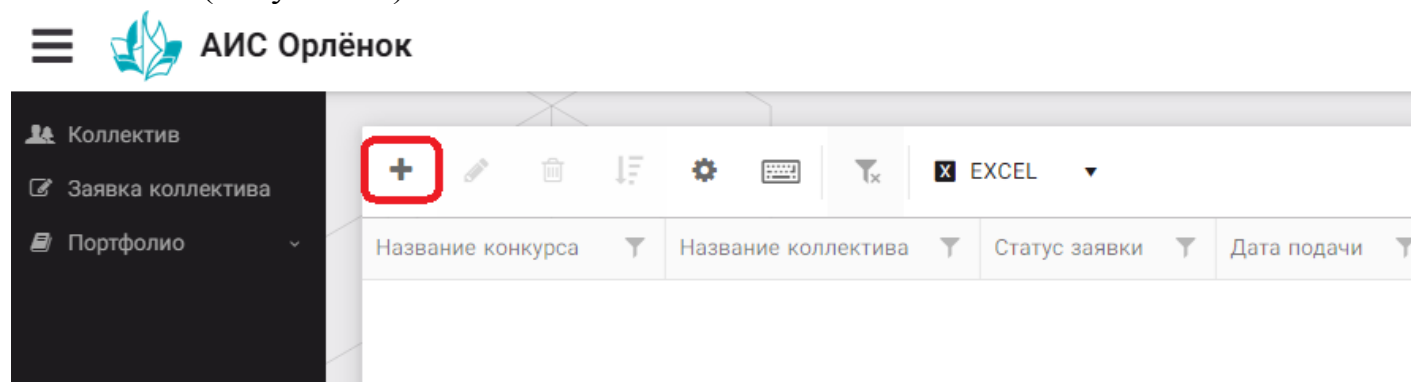 АИС Орлёнок
Коллектив
Заявка коллектива
Портфолио
X EXCEL
Название конкурса Название коллектива Статус заявки Дата подачи